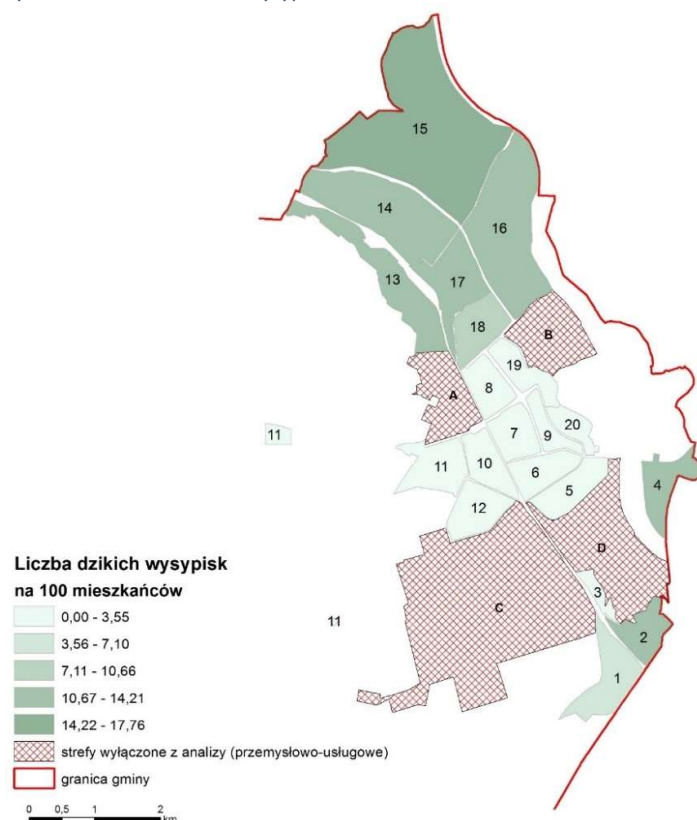 15
14
16
13
17
18
B
19
A
8
11
7
9
20
11
10
6
4
12
5
D
Liczba dzikich wysypisk
na 100 mieszkańców
0,00 - 3,55
3,56 - 7,10
7,11 - 10,66
10,67 - 14,21
14,22 - 17,76
strefy wyłączone z analizy (przemysłowo-usługowe)
granica gminy
0 0,5 1 2
km
3
C
11
2
1